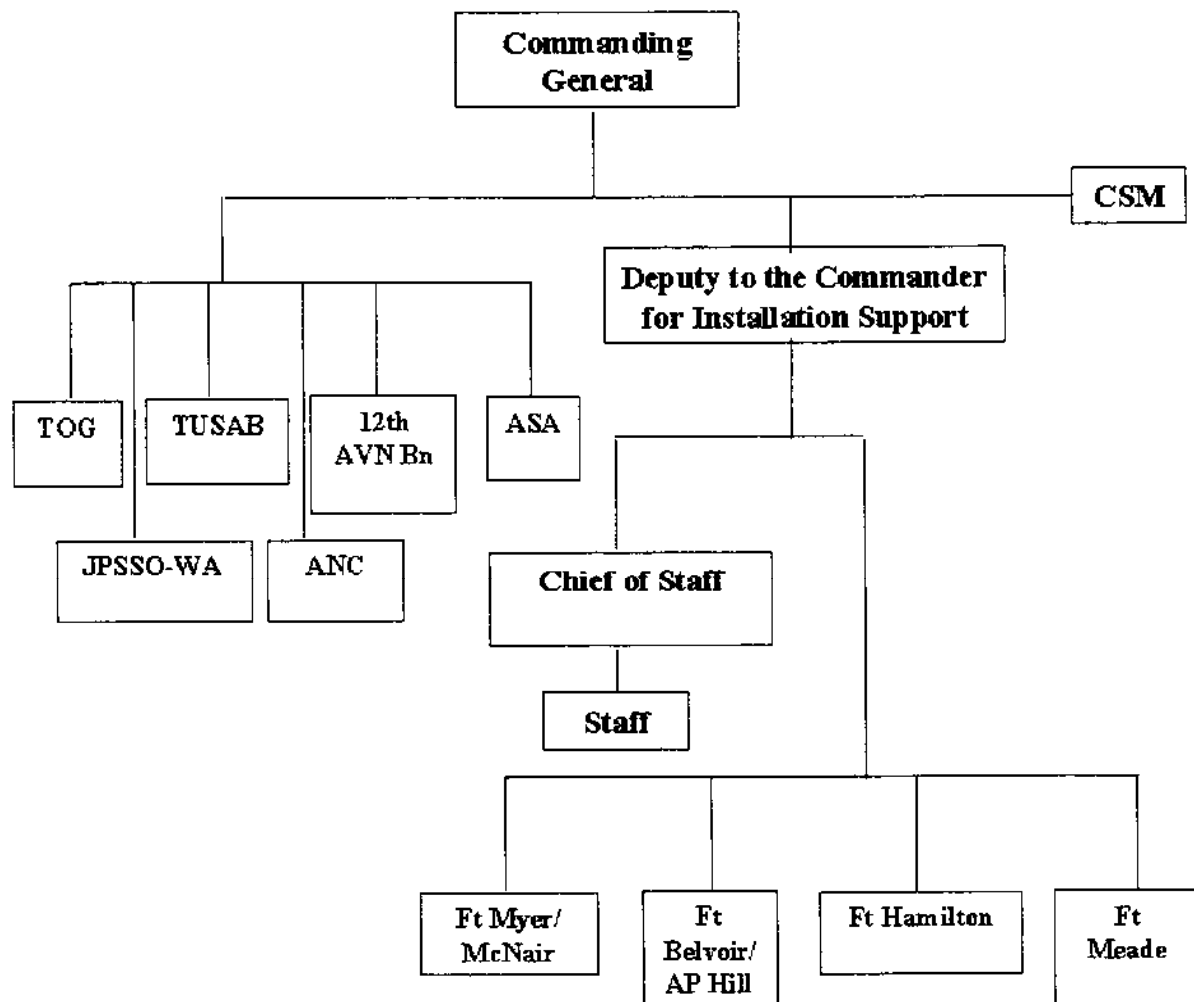 Commanding
General
CSM
Deputy to the Commander
for Installation Support
TOG
TUSAB
12th
AVN Bn
ASA
JPSSO-WA
ANC
Chief of Staff
Staff
Ft Myer/
McNair
Ft
Belvoir/
AP Hill
Ft Hamilton
Ft
Meade